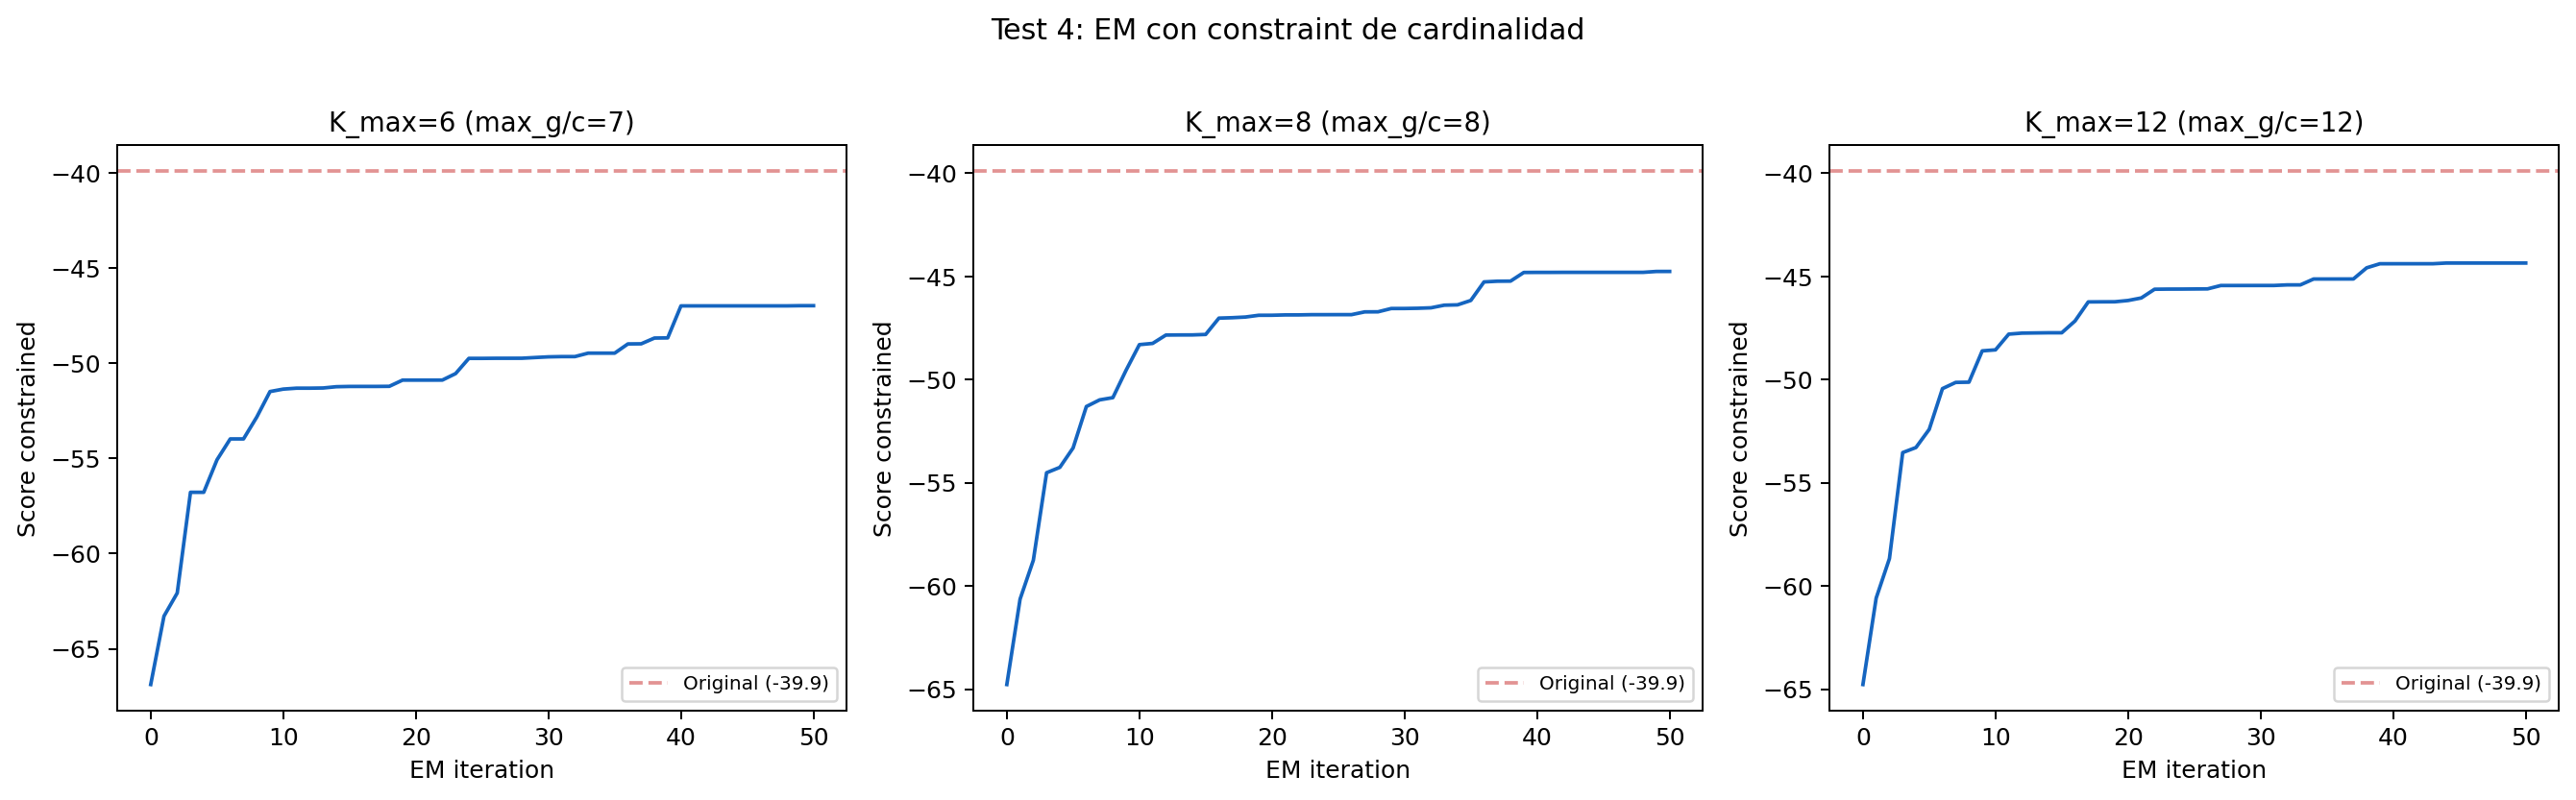 Test 4: EM con constraint de cardinalidad
K_max=6 (max_g/c=7)
Score constrained
−40
−45
−50
−55
−60
−65
0 10 20 30 40 50
EM iteration
Original (-39.9)
K_max=8 (max_g/c=8)
Score constrained
−40
−45
−50
−55
−60
−65
0 10 20 30 40 50
EM iteration
Original (-39.9)
K_max=12 (max_g/c=12)
Score constrained
−40
−45
−50
−55
−60
−65
0 10 20 30 40 50
EM iteration
Original (-39.9)